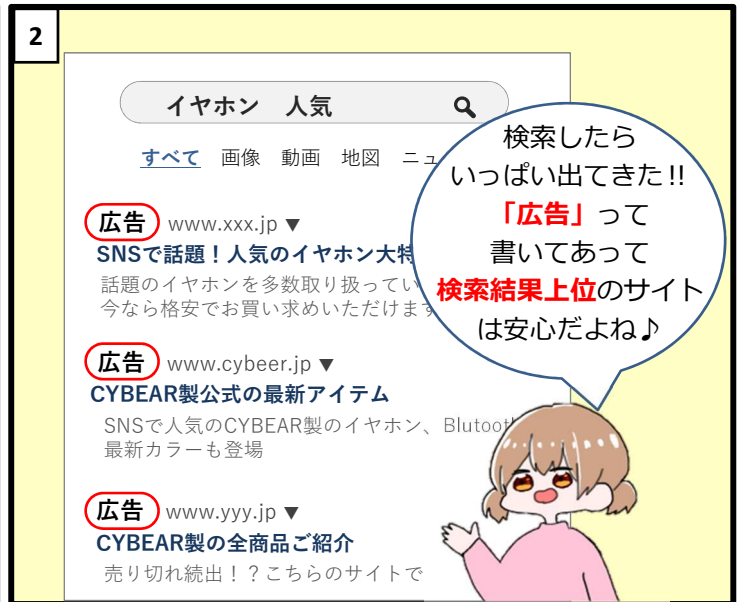 2
イヤホン 人気
すべて 画像 動画 地図 ニュ
広告 www.xxx.jp ▼
SNSで話題！人気のイヤホン大特
話題のイヤホンを多数取り扱ってい
今なら格安でお買い求めいただけます
広告 www.cybeer.jp ▼
CYBEAR製公式の最新アイテム
SNSで人気のCYBEAR製のイヤホン、Blutooth
最新カラーも登場
広告 www.yyy.jp ▼
CYBEAR製の全商品ご紹介
売り切れ続出！？こちらのサイトで
検索したら
いっぱい出てきた!!
「広告」って
書いてあって
検索結果上位のサイト
は安心だよね♪